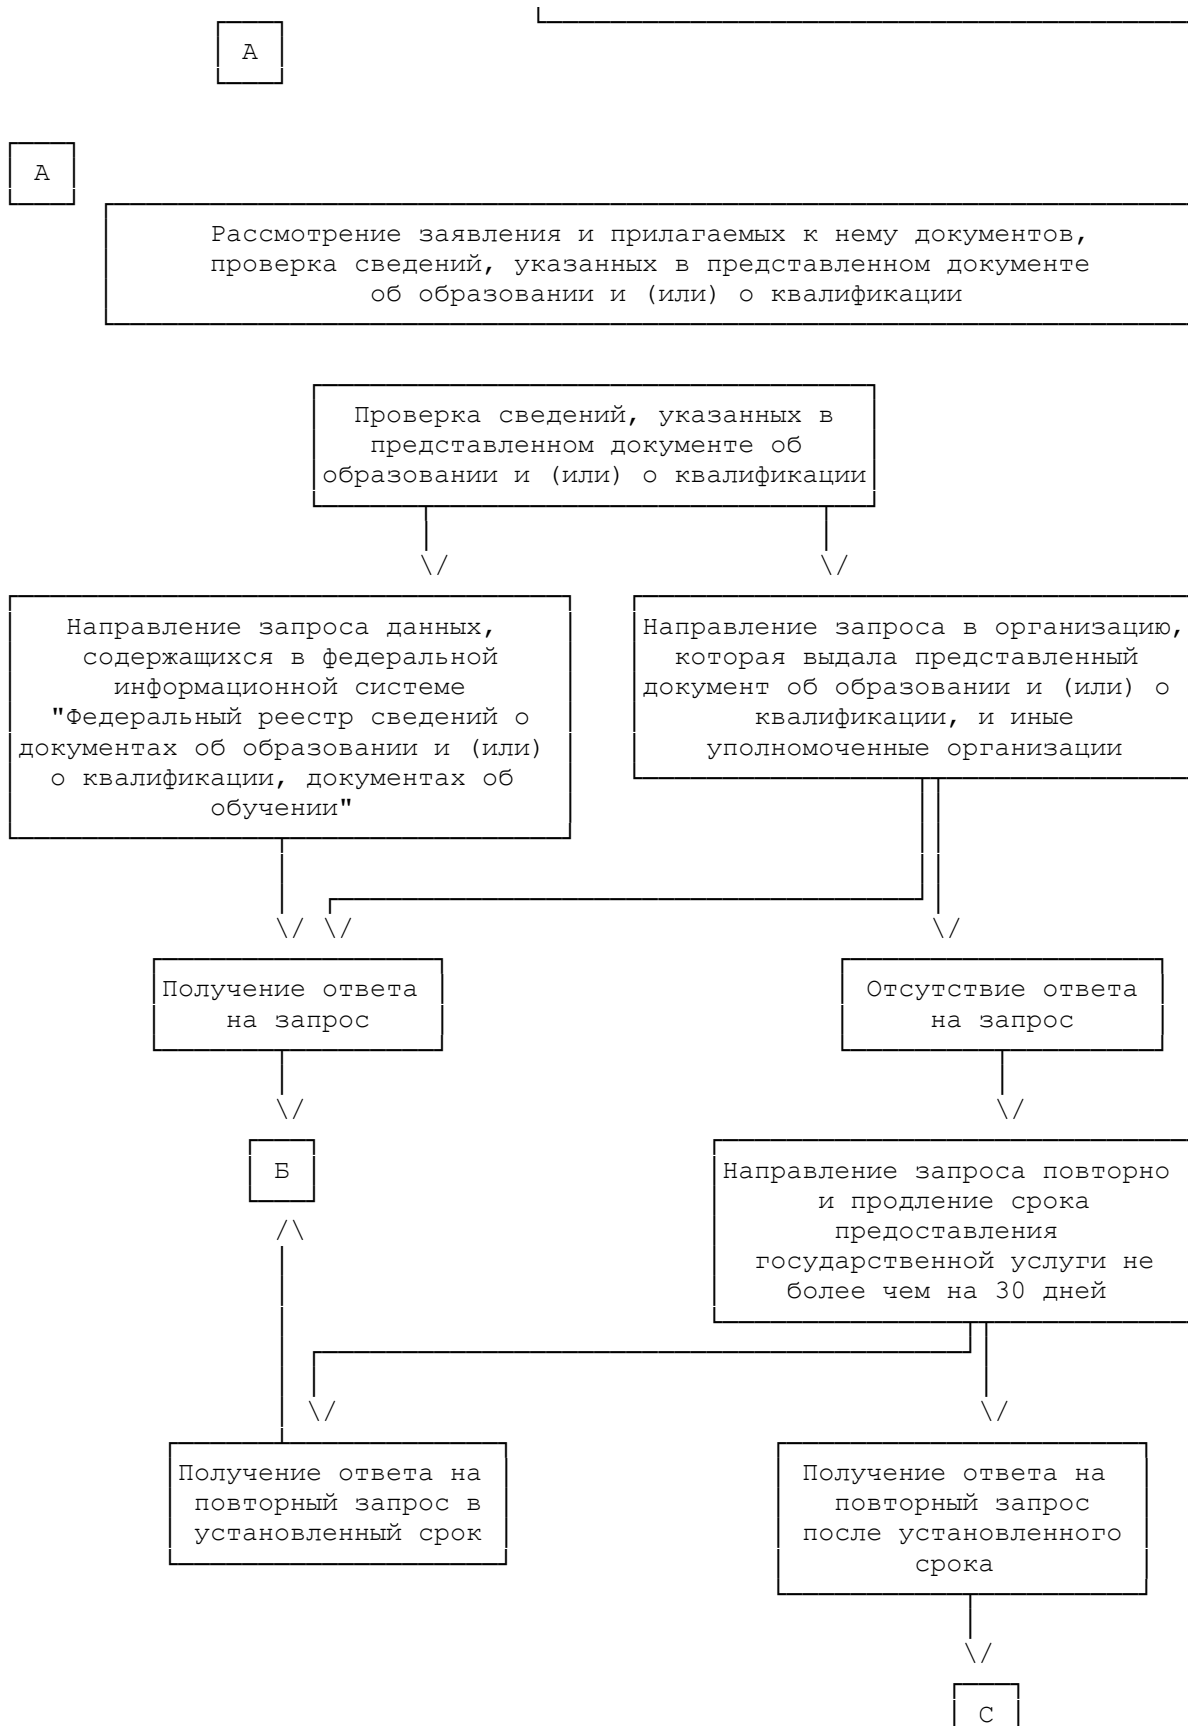 А
А
Рассмотрение заявления и прилагаемых к нему документов,
проверка сведений, указанных в представленном документе
об образовании и (или) о квалификации
Проверка сведений, указанных в
представленном документе об
образовании и (или) о квалификации
Направление запроса данных,
содержащихся в федеральной
информационной системе
"Федеральный реестр сведений о
документах об образовании и (или)
о квалификации, документах об
обучении"
Направление запроса в организацию,
которая выдала представленный
документ об образовании и (или) о
квалификации, и иные
уполномоченные организации
Получение ответа
на запрос
Отсутствие ответа
на запрос
Б
Направление запроса повторно
и продление срока
предоставления
государственной услуги не
более чем на 30 дней
Получение ответа на
повторный запрос в
установленный срок
Получение ответа на
повторный запрос
после установленного
срока
С